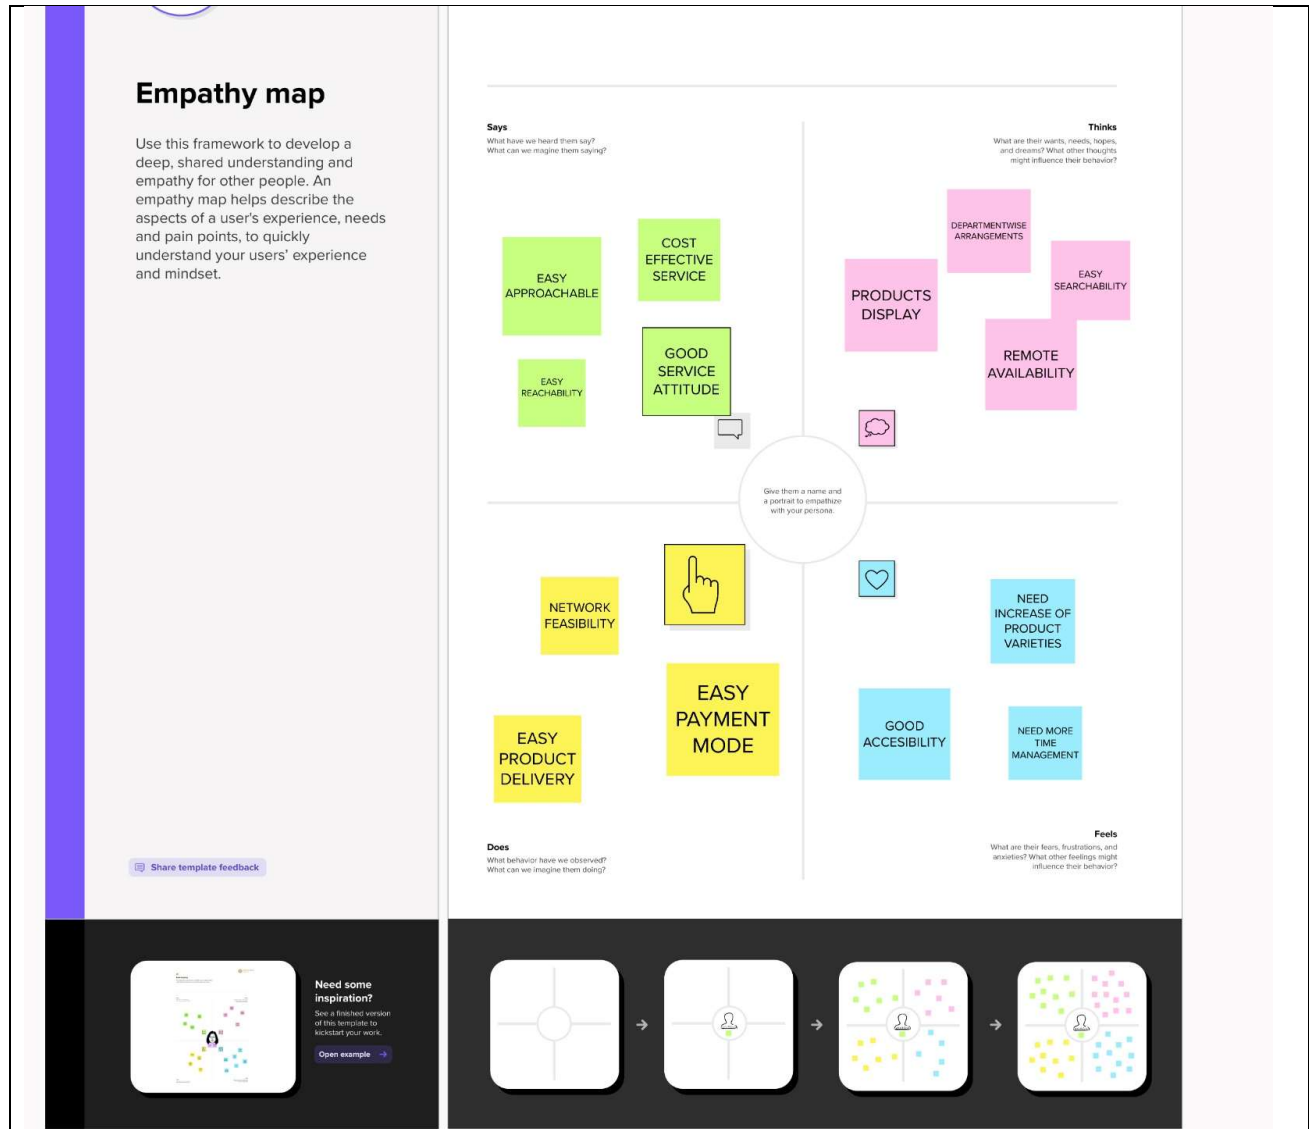 Empathy map
Use this framework to develop a
deep, shared understanding and
empathy for other people. An
empathy map helps describe the
aspects of a user's experience, needs
and pain points, to quickly
understand your users' experience
and mindset.
Share template feedback
Need some
inspiration?
See a finished version
of this template to
kickstart your work.
Open example
Says
What have we heard them say?
What can we magine them saying?
Thinks
What are their wants, needs, hopes,
and dreams? What other thoughts
might influence their behavior?
EASY
APPROACHABLE
COST
EFFECTIVE
SERVICE
EASY
REACHABILITY
GOOD
SERVICE
ATTITUDE
DEPARTMENTWISE
ARRANGEMENTS
PRODUCTS
DISPLAY
EASY
SEARCHABILITY
REMOTE
AVAILABILITY
Give them a name and
a portrait to empathize
with your persona.
NETWORK
FEASIBILITY
EASY
PRODUCT
DELIVERY
EASY
PAYMENT
MODE
NEED
INCREASE OF
PRODUCT
VARIETIES
GOOD
ACCESIBILITY
NEED MORE
TIME
MANAGEMENT
Does
What behavior have we observed?
What can we imagine them doing?
Feels
What are their fears, frustrations, and
anxieties? What other feelings might
influence their behavior?